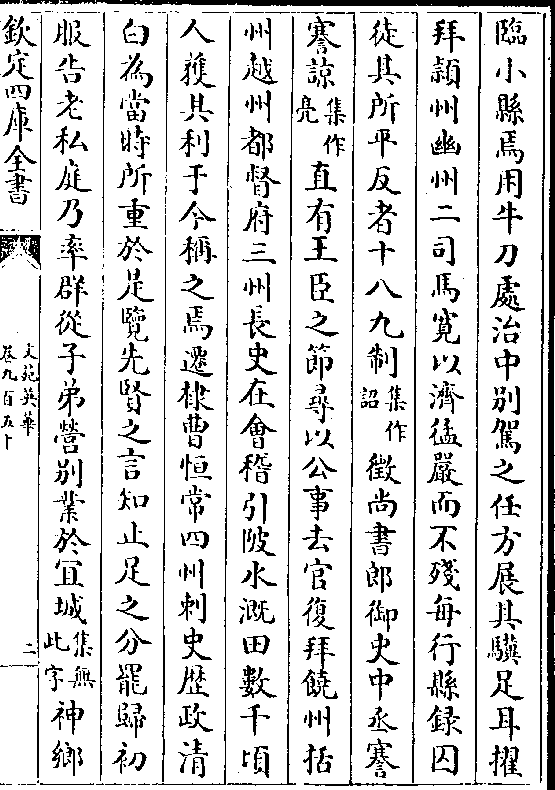 臨小縣焉用牛刀處治中别駕之任方展其驥足耳擢
拜潁州幽州二司馬寛以濟猛嚴而不殘每行縣録囚
徒其所平反者十八九制集作詔徵尚書郎御史中丞謇
謇諒集作亮直有王臣之節尋以公事去官復拜饒州括
州越州都督府三州長史在會稽引陂水溉田數千頃
人獲其利于今稱之焉遷棣曹恒常四州刺史歴政清
白為當時所重於是覽先賢之言知止足之分罷歸初
服告老私庭乃率群從子弟營别業於宜城集無此字神鄉
欽定四庫全書
文苑英華
卷九百五十
二